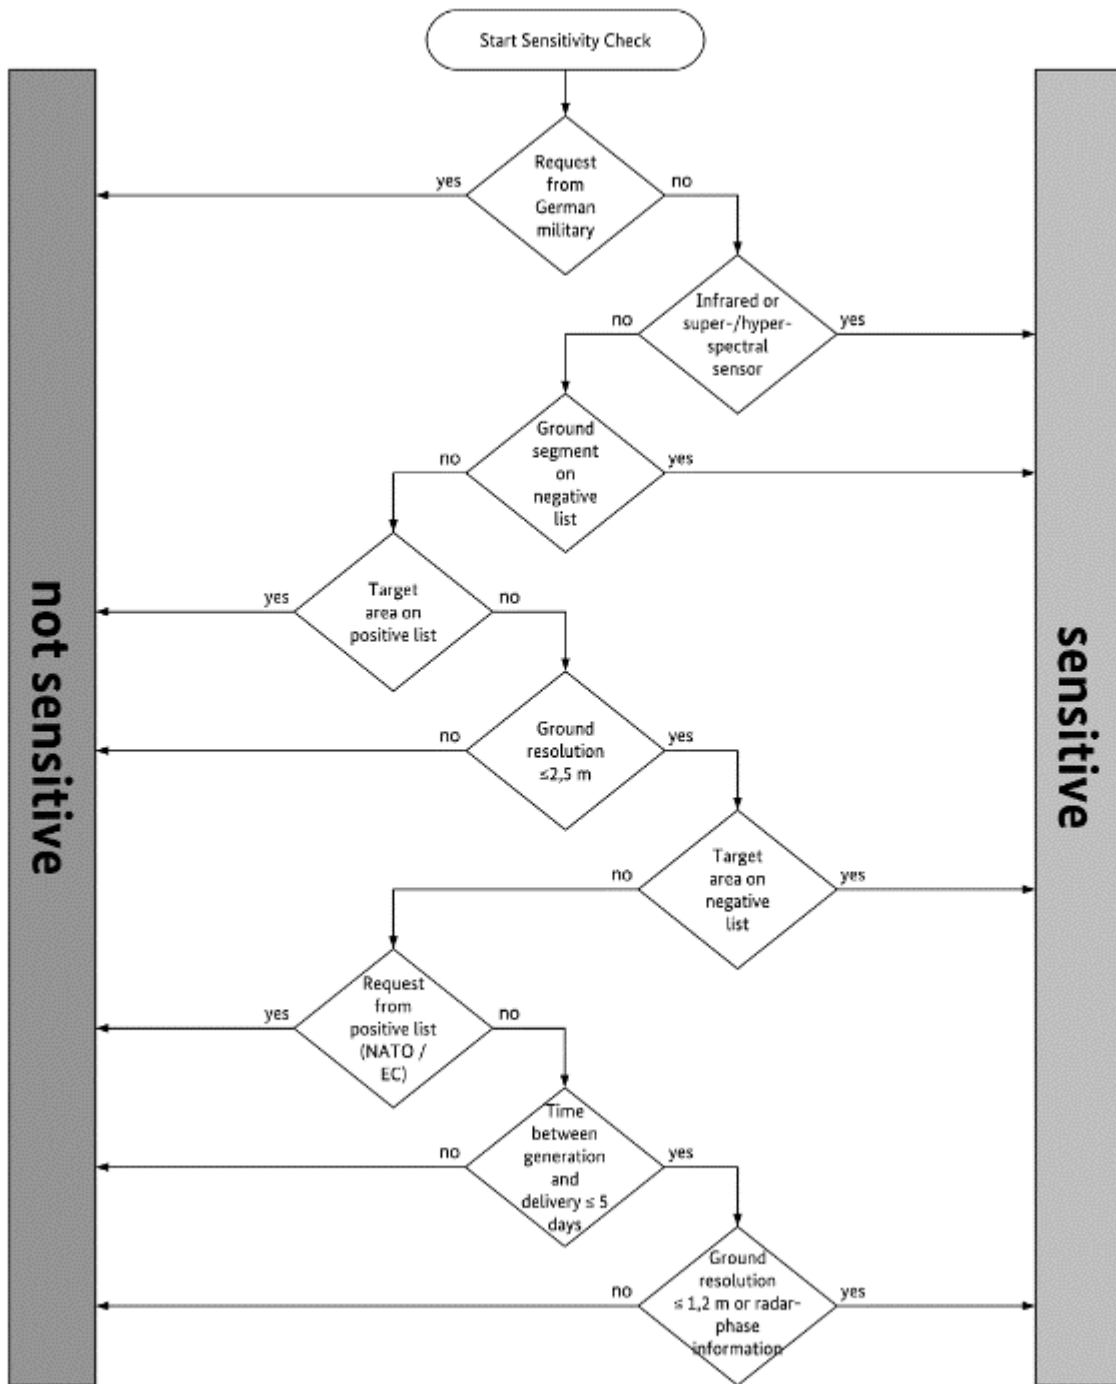 Start Sensitivity Check
Request
from
German
military
yes
no
Infrared or
super-/hyper-
spectral
sensor
no
yes
Ground
segment
on
negative
list
no
yes
Target
area on
positive list
yes
no
Ground
resolution
≤2,5 m
no
yes
Target
area on
negative
list
no
yes
Request
from
positive list
(NATO /
EC)
yes
no
Time
between
generation
and
delivery ≤ 5
days
no
yes
Ground
resolution
≤ 1,2 m or radar-
phase
information
no
yes
not sensitive
sensitive